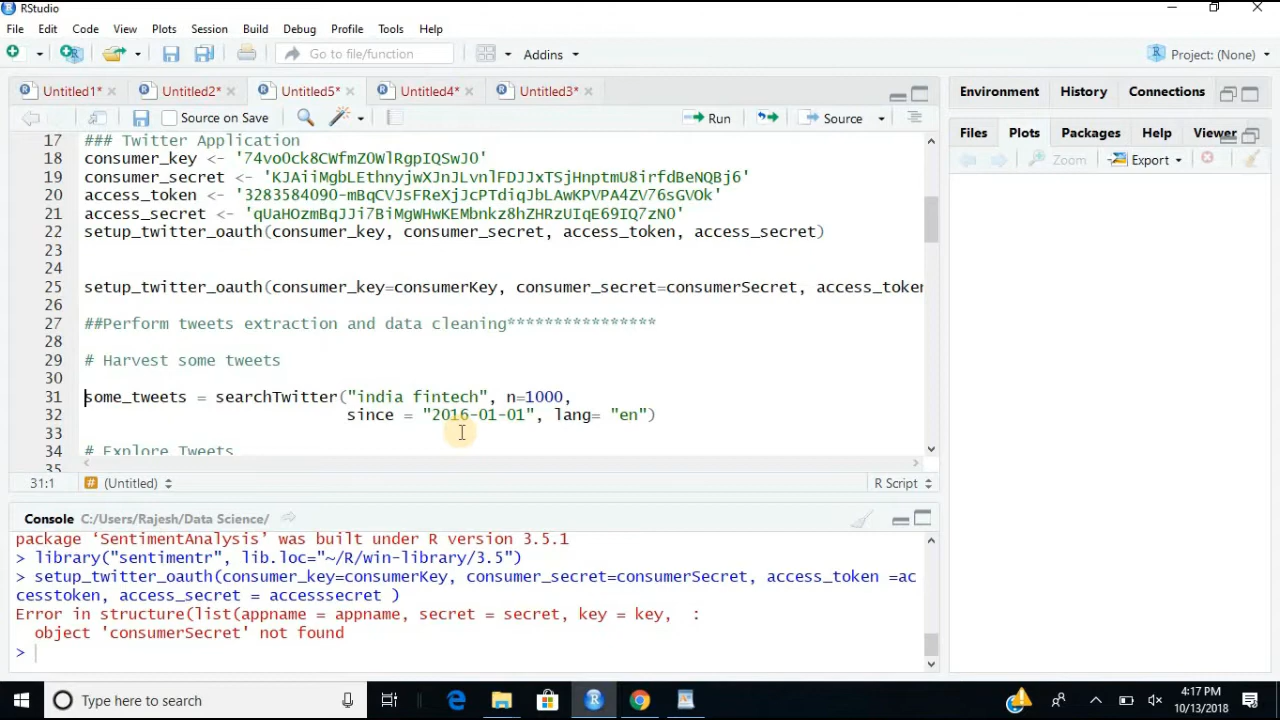 RStudio
File Edit Code View Plots Session Build Debug Profile Tools Help
Go to file/function Addins Project: (None)
Untitled1* Untitled2* Untitled5* Untitled4* Untitled3*
Source on Save Run Source
17 ### Twitter Application
18 consumer_key <- '74voOck8CWfmZOWlRgpIQSwJO'
19 consumer_secret <- 'KJAiiMgbLEthnyjwXJnJLvnlFDJJxTSjHnptmU8irfdBeNQBj6'
20 access_token <- '3283584090-mBqCVJsFReXjJcPTdiqJbLAwKPVPA4ZV76sGVOk'
21 access_secret <- 'qUaHOzmBqJJi7BiMgWHwKEMbnkz8hZHRzUIqE69IQ7zNO'
22 setup_twitter_oauth(consumer_key, consumer_secret, access_token, access_secret)
23
24
25 setup_twitter_oauth(consumer_key=consumerKey, consumer_secret=consumerSecret, access_token
26
27 ##Perform tweets extraction and data cleaning****************
28
29 # Harvest some tweets
30
31 some_tweets = searchTwitter("india fintech", n=1000,
32 since = "2016-01-01", lang= "en")
33
34 # Explore Tweets
35
31:1 # (Untitled) R Script
Console C:/Users/Rajesh/Data Science/
package ‘SentimentAnalysis’ was built under R version 3.5.1
> library("sentimentr", lib.loc="~/R/win-library/3.5")
> setup_twitter_oauth(consumer_key=consumerKey, consumer_secret=consumerSecret, access_token =ac
cesstoken, access_secret = accesssecret )
Error in structure(list(appname = appname, secret = secret, key = key,  :
object 'consumerSecret' not found
>
Environment History Connections
Files Plots Packages Help Viewer
Zoom Export
Type here to search
4:17 PM
10/13/2018